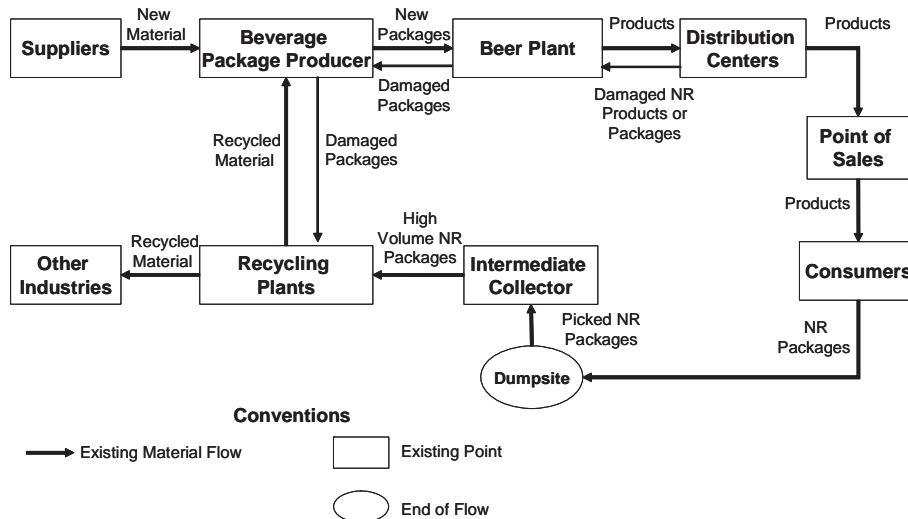 Suppliers
New
Material
Beverage
Package Producer
New
Packages
Damaged
Packages
Beer Plant
Products
Damaged NR
Products or
Packages
Distribution
Centers
Products
Point of
Sales
Products
Consumers
NR
Packages
Recycled
Material
Damaged
Packages
Other
Industries
Recycled
Material
Recycling
Plants
High
Volume NR
Packages
Intermediate
Collector
Picked NR
Packages
Dumpsite
Conventions
Existing Material Flow
Existing Point
End of Flow